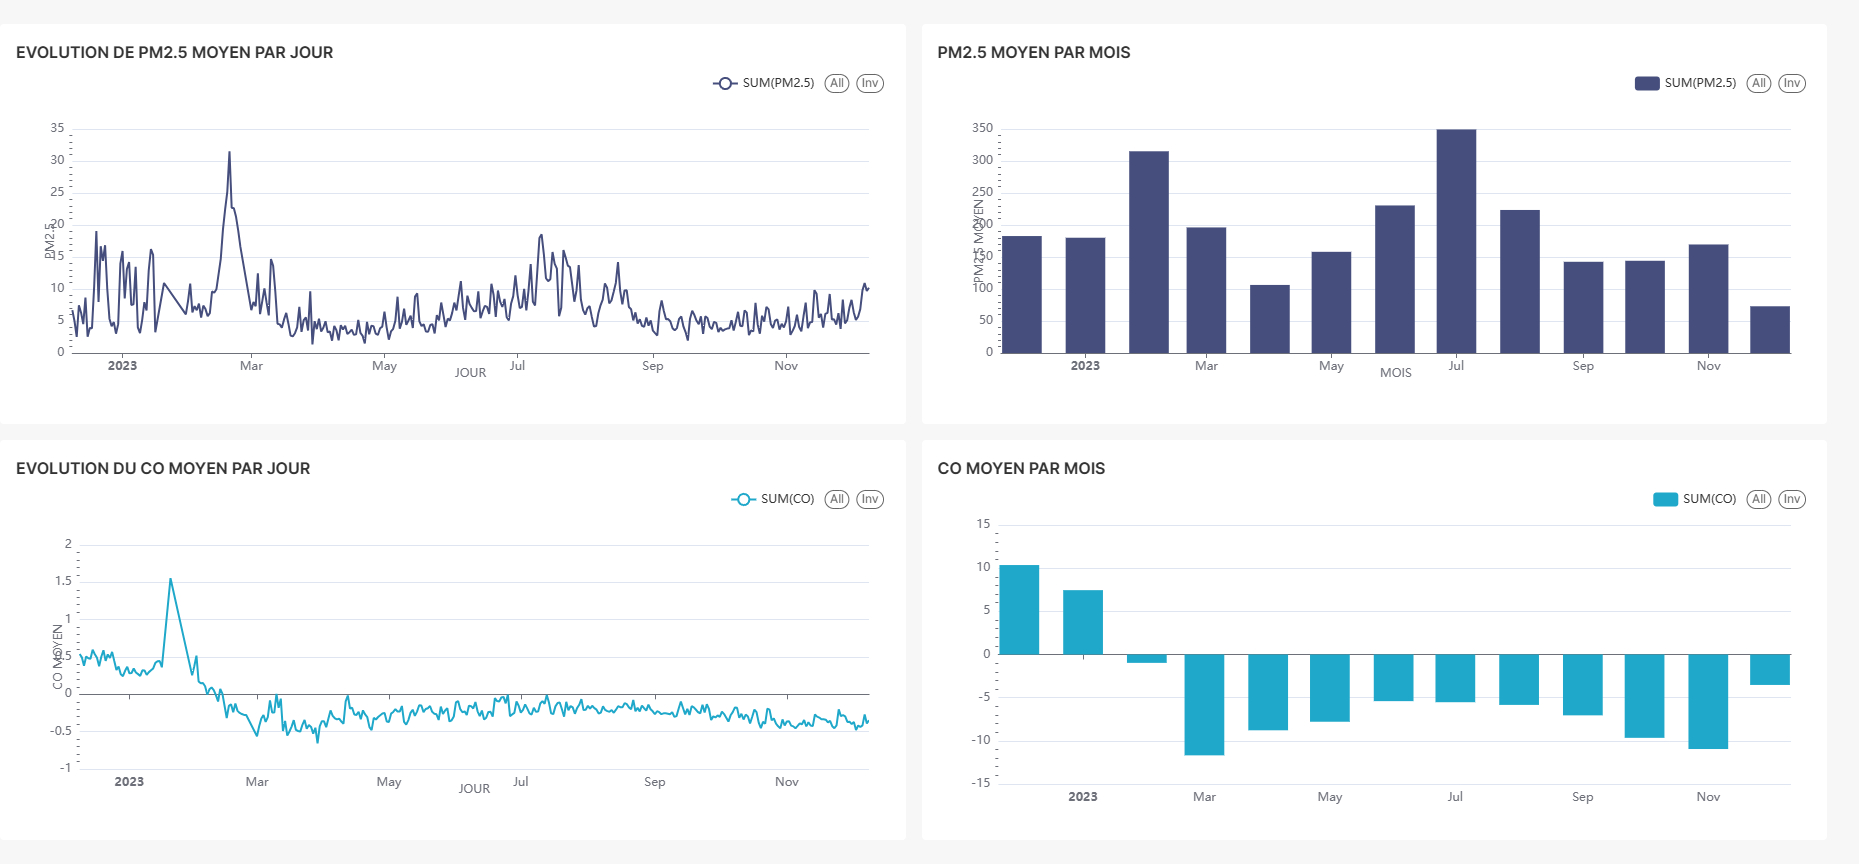 EVOLUTION DE PM2.5 MOYEN PAR JOUR
SUM(PM2.5) All Inv
35
30
25
20
15
10
5
0
PM2.5
2023 Mar May Jul Sep Nov
JOUR
PM2.5 MOYEN PAR MOIS
SUM(PM2.5) All Inv
350
300
250
200
150
100
50
0
PM2.5 MOYEN
2023 Mar May Jul Sep Nov
MOIS
EVOLUTION DU CO MOYEN PAR JOUR
SUM(CO) All Inv
2
1.5
1
0.5
0
-0.5
-1
CO MOYEN
2023 Mar May Jul Sep Nov
JOUR
CO MOYEN PAR MOIS
SUM(CO) All Inv
15
10
5
0
-5
-10
-15
2023 Mar May Jul Sep Nov